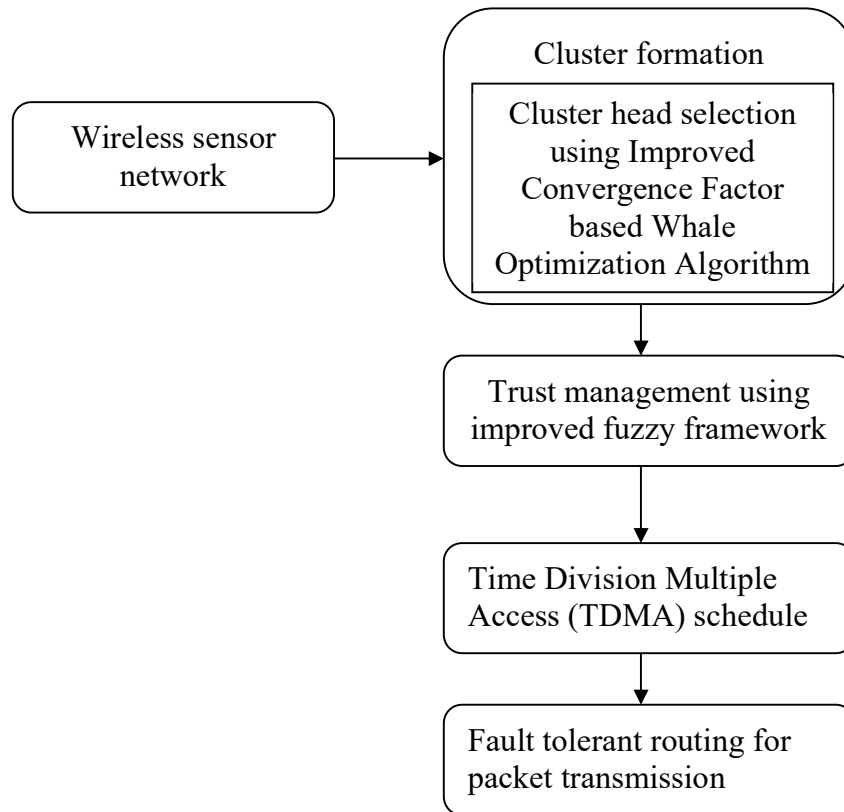 Wireless sensor
network
Cluster formation
Cluster head selection
using Improved
Convergence Factor
based Whale
Optimization Algorithm
Trust management using
improved fuzzy framework
Time Division Multiple
Access (TDMA) schedule
Fault tolerant routing for
packet transmission